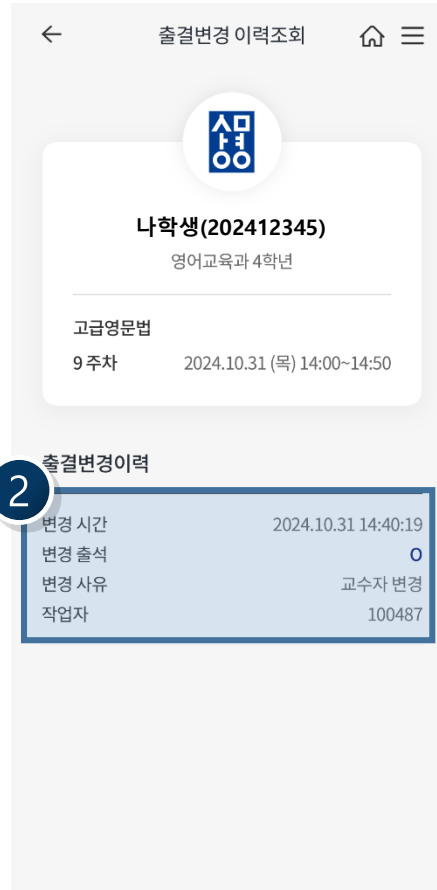 출결변경 이력조회
상명
나학생(202412345)
영어교육과 4학년
고급영문법
9 주차 2024.10.31 (목) 14:00~14:50
출결변경이력
2
변경 시간 2024.10.31 14:40:19
변경 출석 O
변경 사유 교수자 변경
작업자 100487